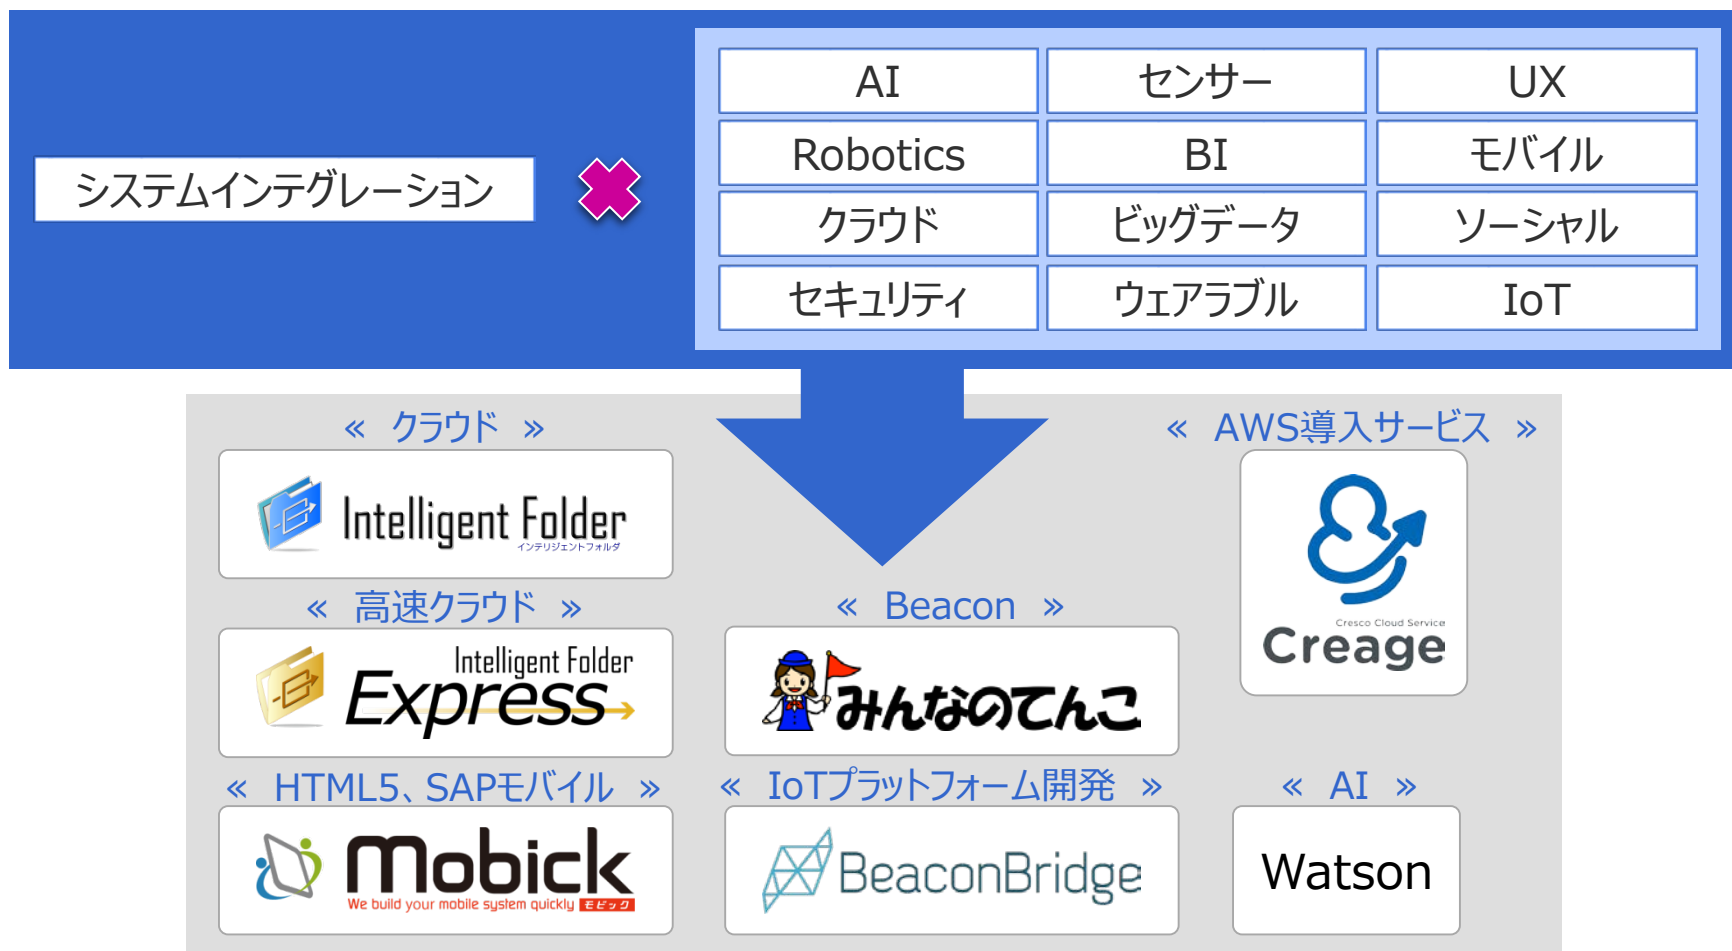 システムインテグレーション
AI
センサー
UX
Robotics
BI
モバイル
クラウド
ビッグデータ
ソーシャル
セキュリティ
ウェアラブル
IoT
« クラウド »
Intelligent Folder
インテリジェントフォルダ
« AWS導入サービス »
Cresco Cloud Service
Creage
« 高速クラウド »
Intelligent Folder
Express
« Beacon »
みんなのてんこ
« HTML5、SAPモバイル »
Mobick
We build your mobile system quickly モビック
« IoTプラットフォーム開発 »
BeaconBridge
« AI »
Watson